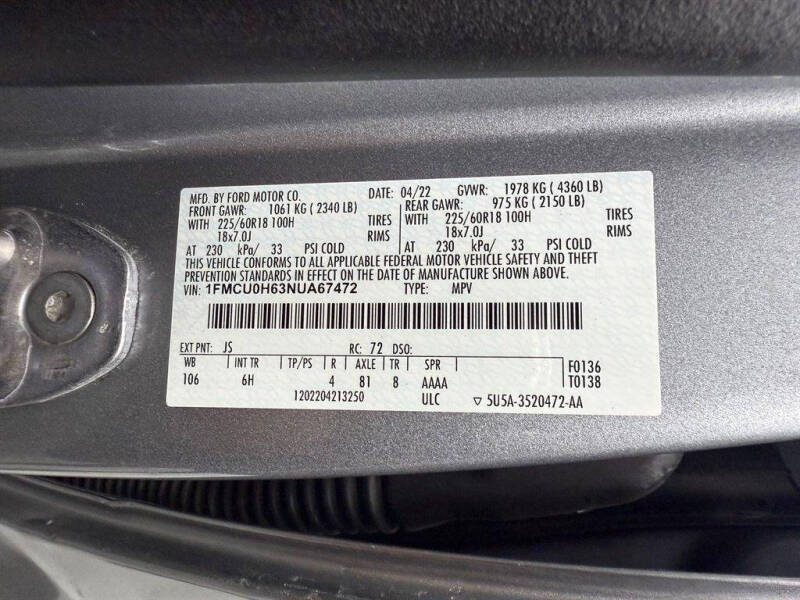 MFD. BY FORD MOTOR CO. DATE: 04/22 GVWR: 1978 KG ( 4360 LB)
FRONT GAWR: 1061 KG ( 2340 LB) REAR GAWR: 975 KG ( 2150 LB)
WITH 225/60R18 100H TIRES WITH 225/60R18 100H TIRES
18x7.0J RIMS 18x7.0J RIMS
AT 230 kPa/ 33 PSI COLD AT 230 kPa/ 33 PSI COLD
THIS VEHICLE CONFORMS TO ALL APPLICABLE FEDERAL MOTOR VEHICLE SAFETY AND THEFT
PREVENTION STANDARDS IN EFFECT ON THE DATE OF MANUFACTURE SHOWN ABOVE.
VIN: 1FMCU0H63NUA67472 TYPE: MPV
EXT PNT: JS RC: 72 DSO:
WB INT TR TP/PS R AXLE TR SPR F0136
106 6H 4 81 8 AAAA T0138
1202204213250 ULC ▽ 5U5A-3520472-AA